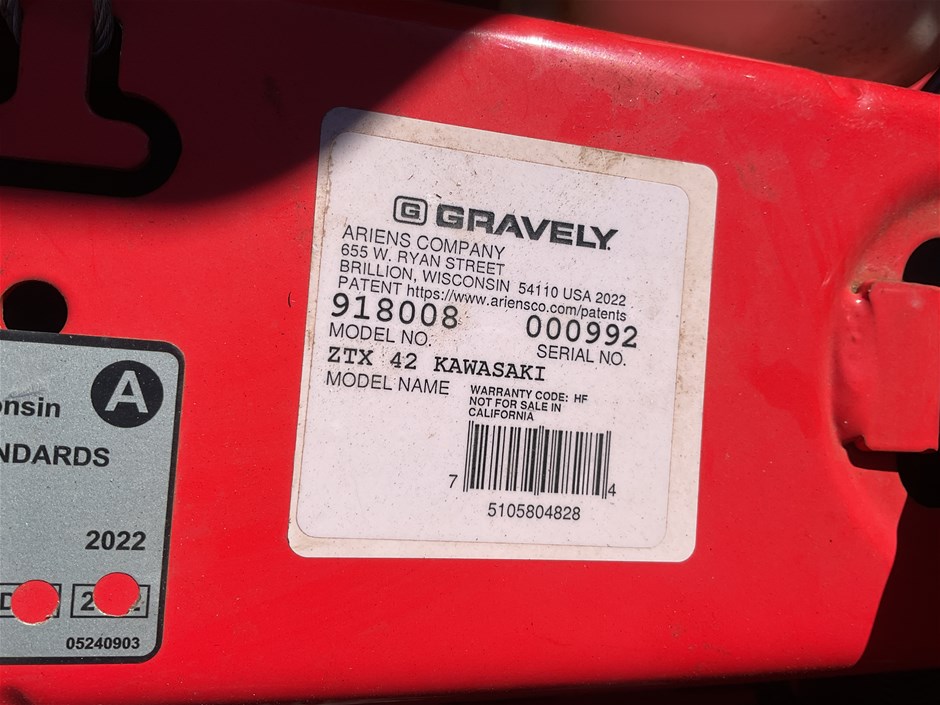 G GRAVELY
ARIENS COMPANY
655 W. RYAN STREET
BRILLION, WISCONSIN 54110 USA 2022
PATENT https://www.ariensco.com/patents
918008 000992
MODEL NO. SERIAL NO.
ZTX 42 KAWASAKI
MODEL NAME
WARRANTY CODE: HF
NOT FOR SALE IN
CALIFORNIA
7 4
5105804828
A
onsin
NDARDS
2022
05240903